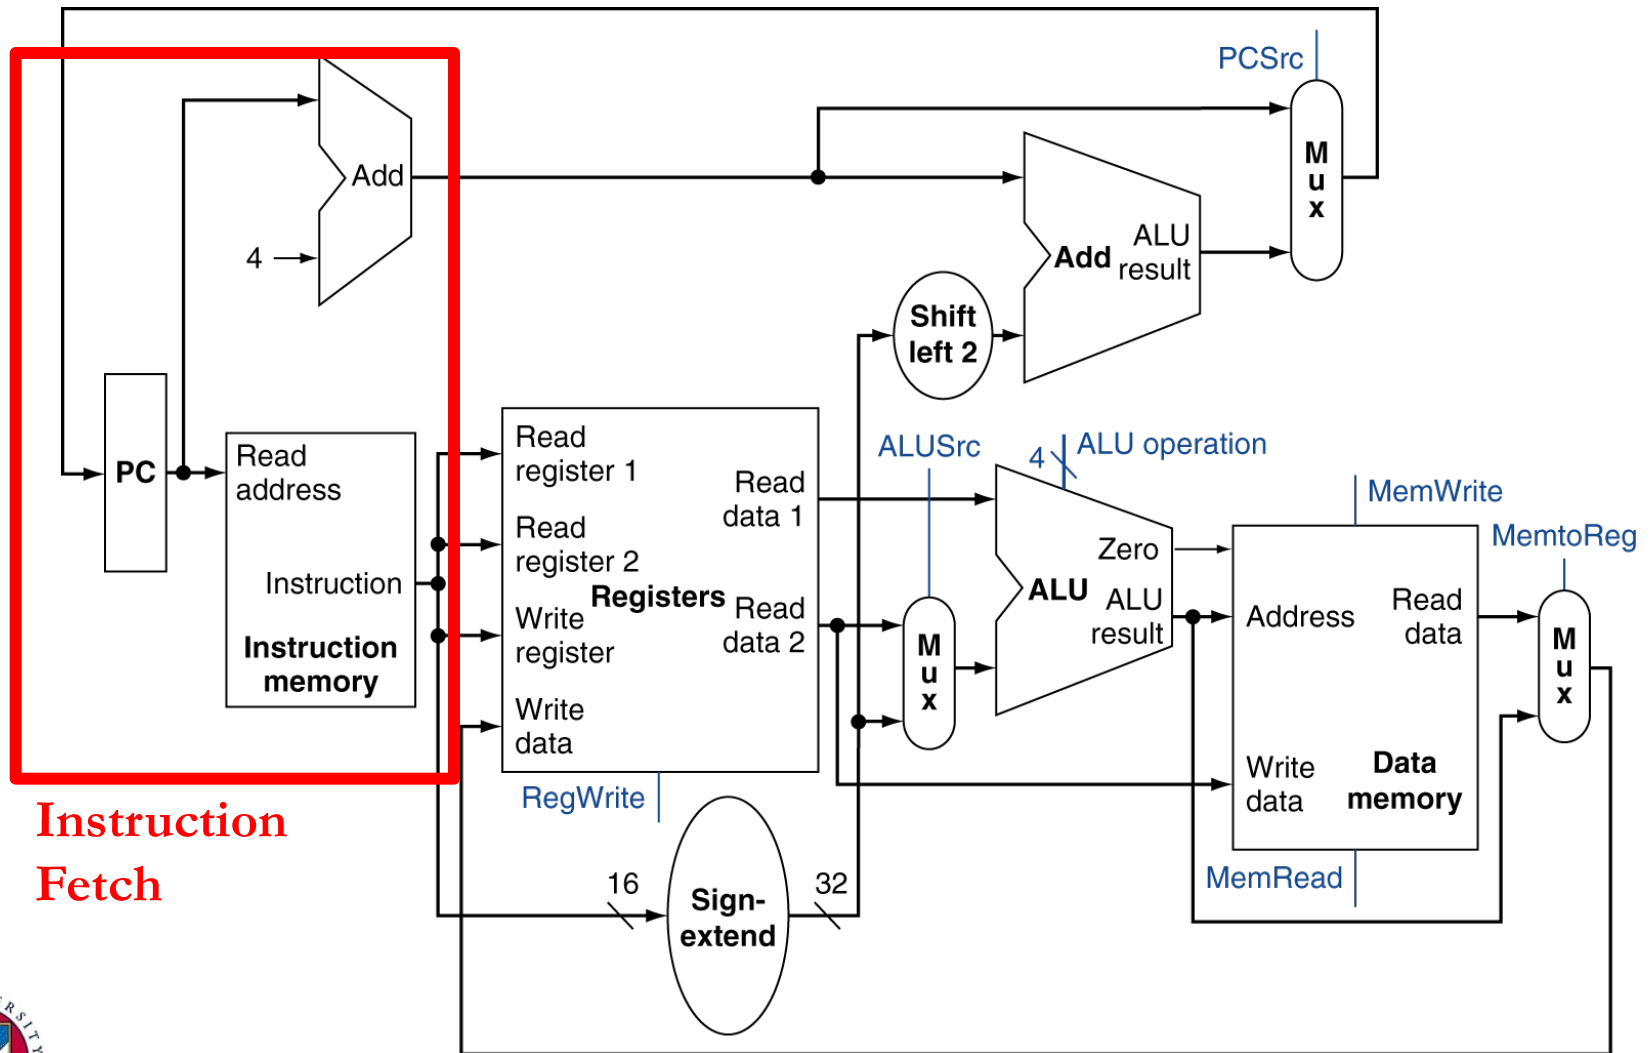 PCSrc
M
u
x
Add
4
Add
ALU
result
Shift
left 2
PC
Read
address
Instruction
Instruction
memory
Read
register 1
Read
register 2
Write
register
Write
data
Registers
Read
data 1
Read
data 2
RegWrite
ALUSrc
M
u
x
4
ALU operation
Zero
ALU
ALU
result
MemWrite
MemtoReg
Address
Read
data
Write
data
Data
memory
MemRead
M
u
x
Instruction
Fetch
16
Sign-
extend
32